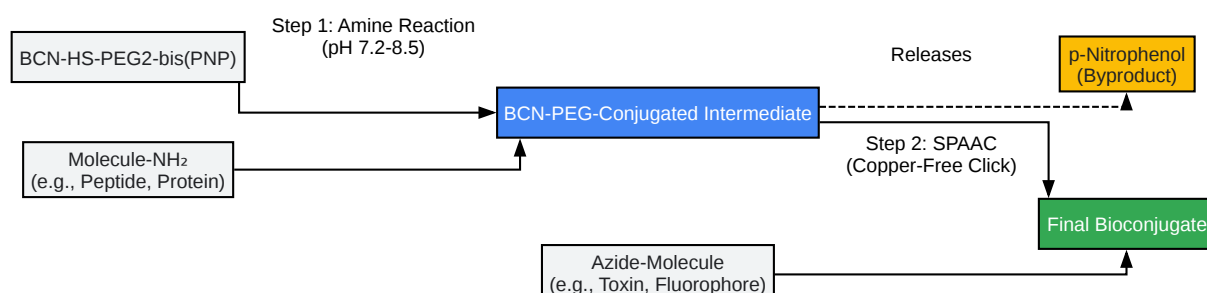 Step 1: Amine Reaction
(pH 7.2-8.5)
BCN-HS-PEG2-bis(PNP)
Releases
p-Nitrophenol
(Byproduct)
BCN-PEG-Conjugated Intermediate
Step 2: SPAAC
(Copper-Free Click)
Molecule-NH₂
(e.g., Peptide, Protein)
Final Bioconjugate
Azide-Molecule
(e.g., Toxin, Fluorophore)